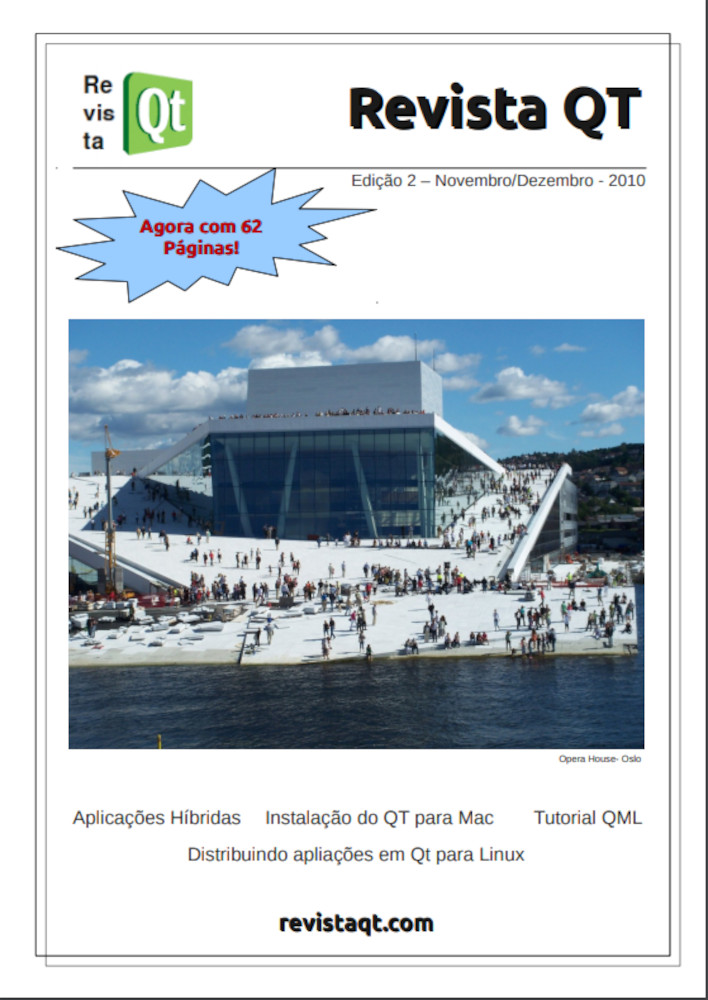 Re
vis
ta
Qt
Revista QT
Edição 2 – Novembro/Dezembro - 2010
Agora com 62
Páginas!
Opera House- Oslo
Aplicações Híbridas Instalação do QT para Mac Tutorial QML
Distribuindo apliações em Qt para Linux
revistaqt.com